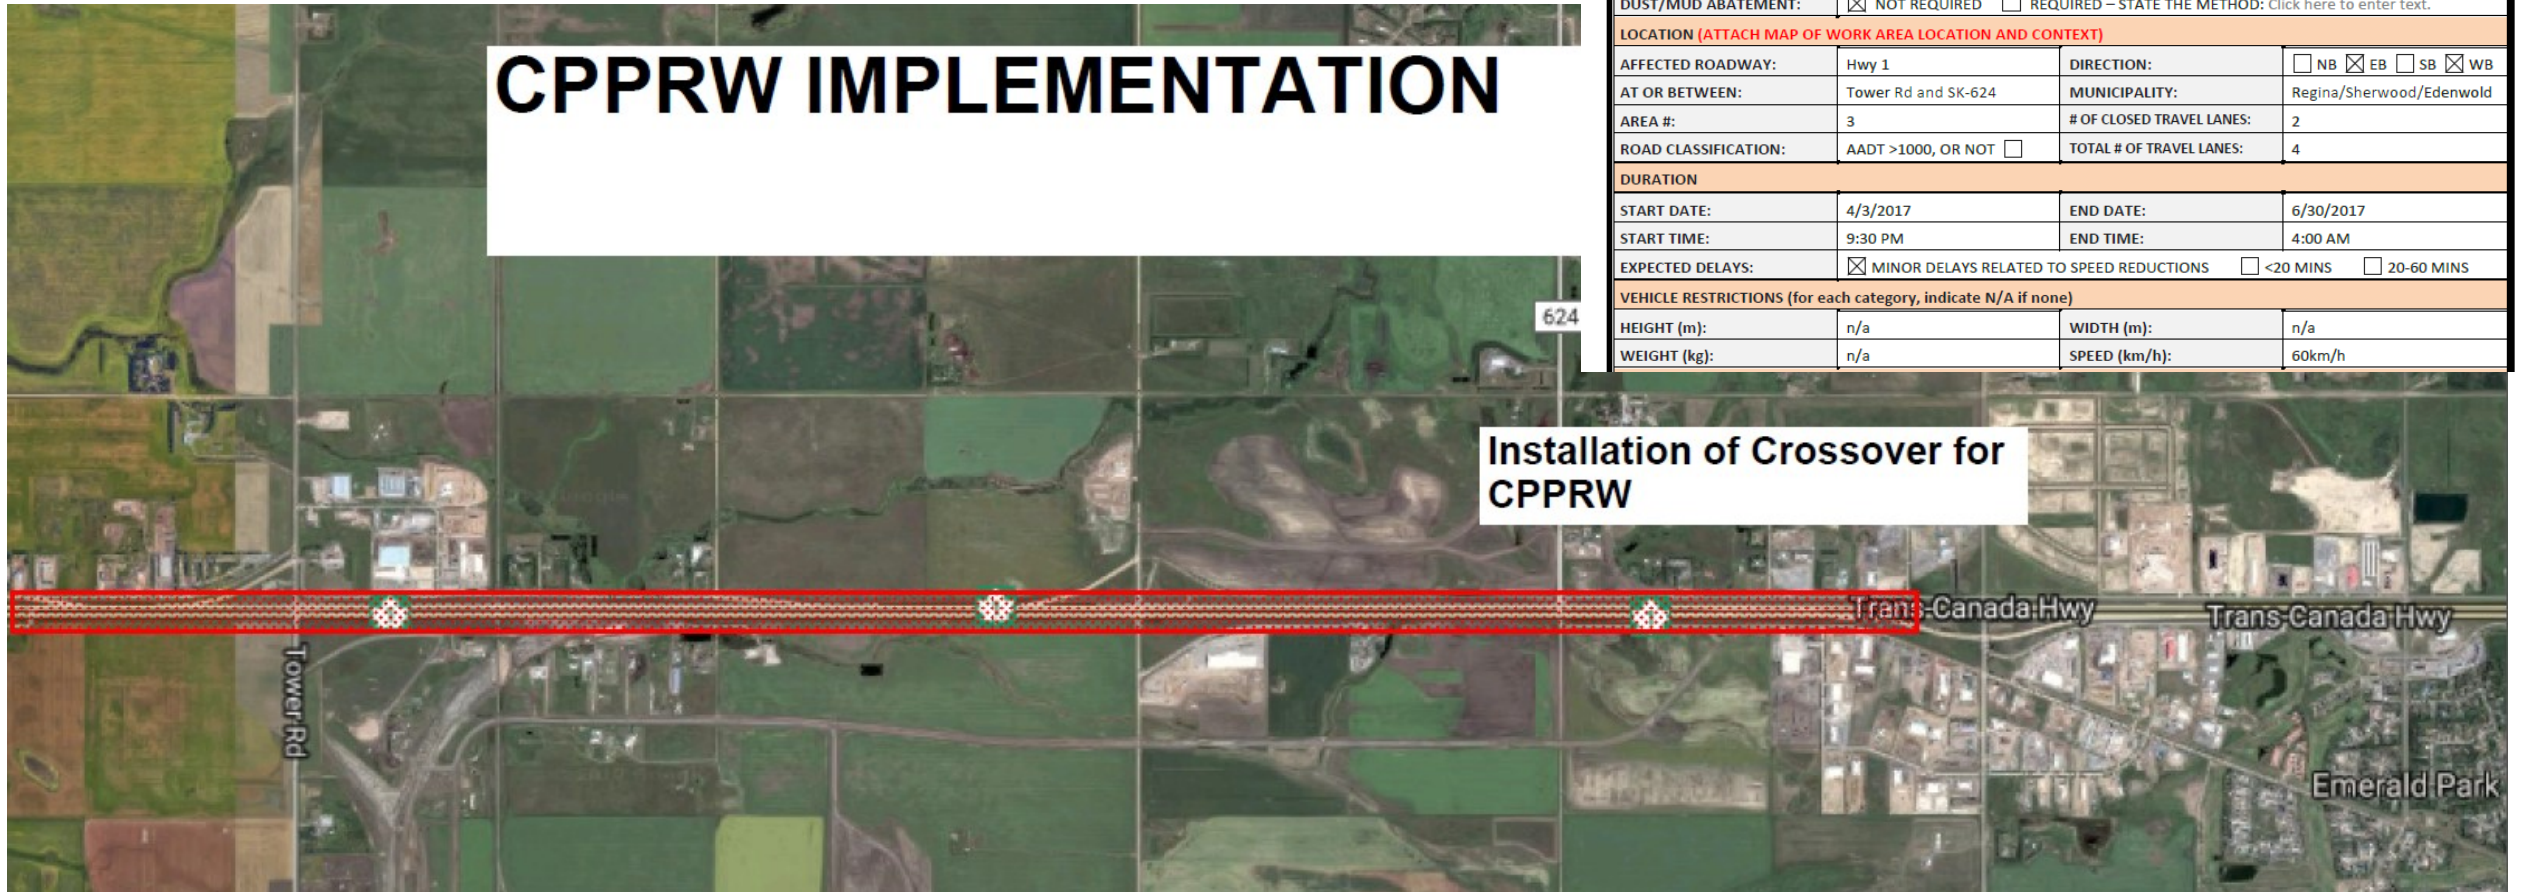 CPPRW IMPLEMENTATION
DUST/MUD ABATEMENT: ☒ NOT REQUIRED ☐ REQUIRED – STATE THE METHOD: Click here to enter text.
LOCATION (ATTACH MAP OF WORK AREA LOCATION AND CONTEXT)
AFFECTED ROADWAY: Hwy 1 DIRECTION: ☐ NB ☒ EB ☐ SB ☒ WB
AT OR BETWEEN: Tower Rd and SK-624 MUNICIPALITY: Regina/Sherwood/Edenwold
AREA #: 3 # OF CLOSED TRAVEL LANES: 2
ROAD CLASSIFICATION: AADT >1000, OR NOT ☐ TOTAL # OF TRAVEL LANES: 4
DURATION
START DATE: 4/3/2017 END DATE: 6/30/2017
START TIME: 9:30 PM END TIME: 4:00 AM
EXPECTED DELAYS: ☒ MINOR DELAYS RELATED TO SPEED REDUCTIONS ☐ <20 MINS ☐ 20-60 MINS
VEHICLE RESTRICTIONS (for each category, indicate N/A if none)
HEIGHT (m): n/a WIDTH (m): n/a
WEIGHT (kg): n/a SPEED (km/h): 60km/h
624
Installation of Crossover for
CPPRW
Trans-Canada Hwy
Trans-Canada Hwy
Tower Rd
Emerald Park